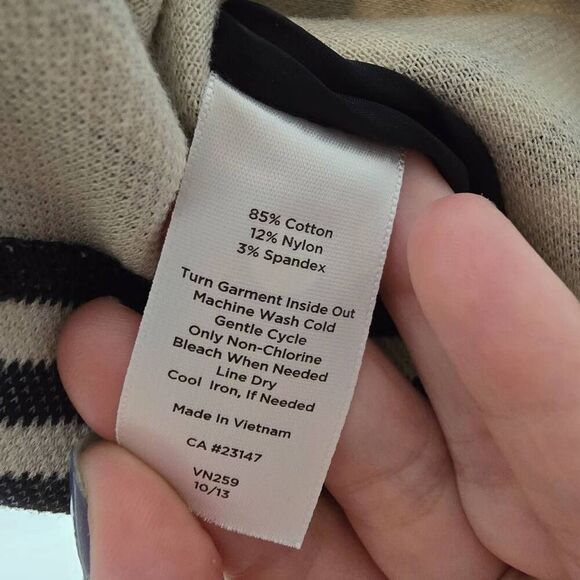 85% Cotton
12% Nylon
3% Spandex
Turn Garment Inside Out
Machine Wash Cold
Gentle Cycle
Only Non-Chlorine
Bleach When Needed
Line Dry
Cool Iron, If Needed
Made In Vietnam
CA #23147
VN259
10/13